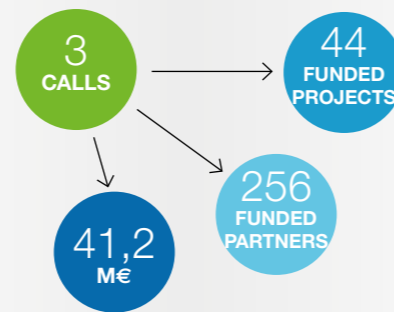 3
CALLS
44
FUNDED
PROJECTS
256
FUNDED
PARTNERS
41,2
M€